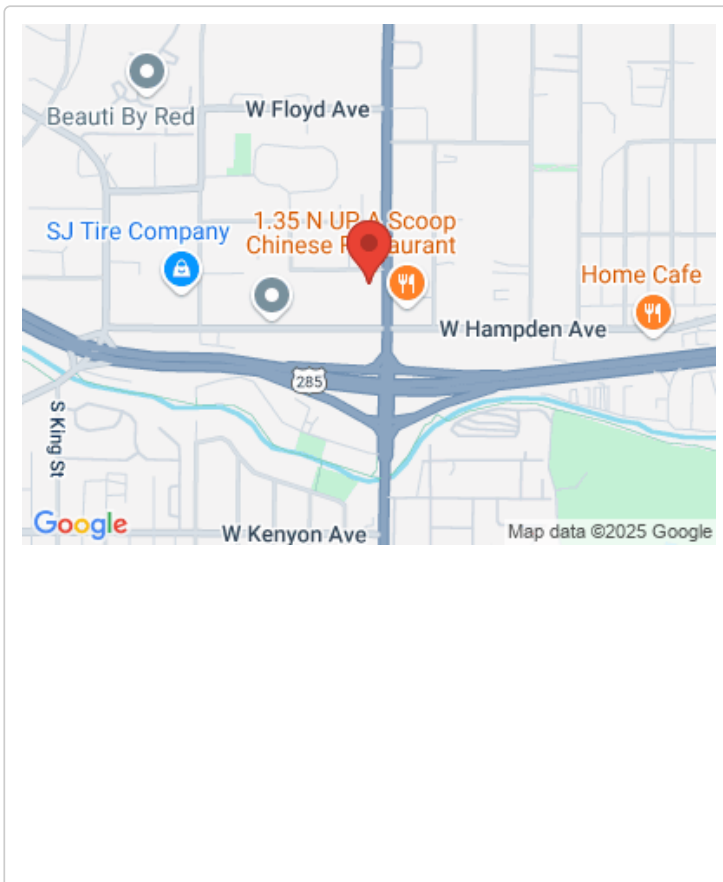 Beauti By Red
W Floyd Ave
SJ Tire Company
1.35 N UP A Scoop
Chinese
Home Cafe
W Hampden Ave
285
S King St
Google
W Kenyon Ave
Map data ©2025 Google